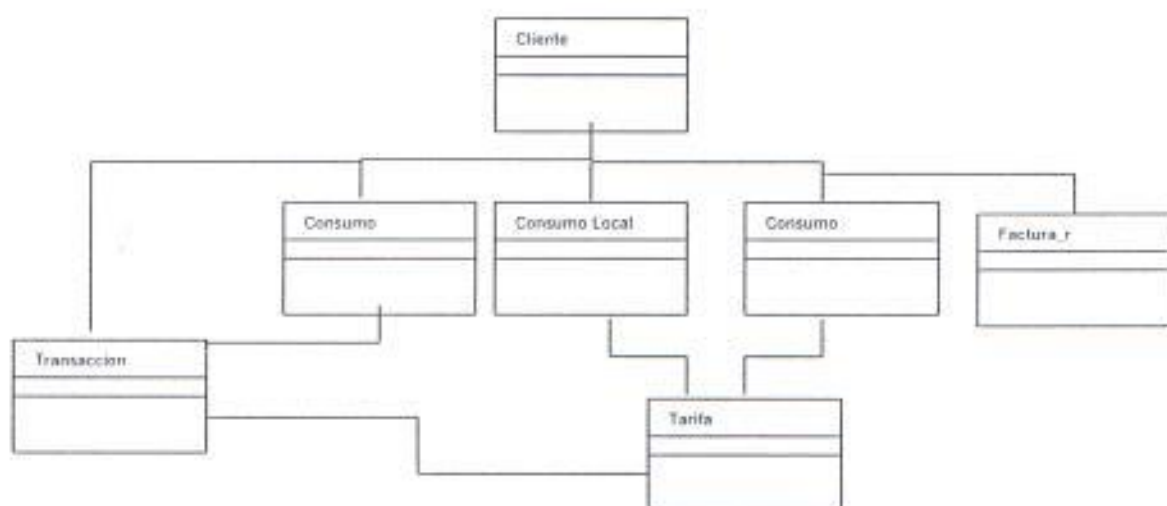 Cliente
Consumo
Consumo Local
Consumo
Factura_r
Transaccion
Tarifa